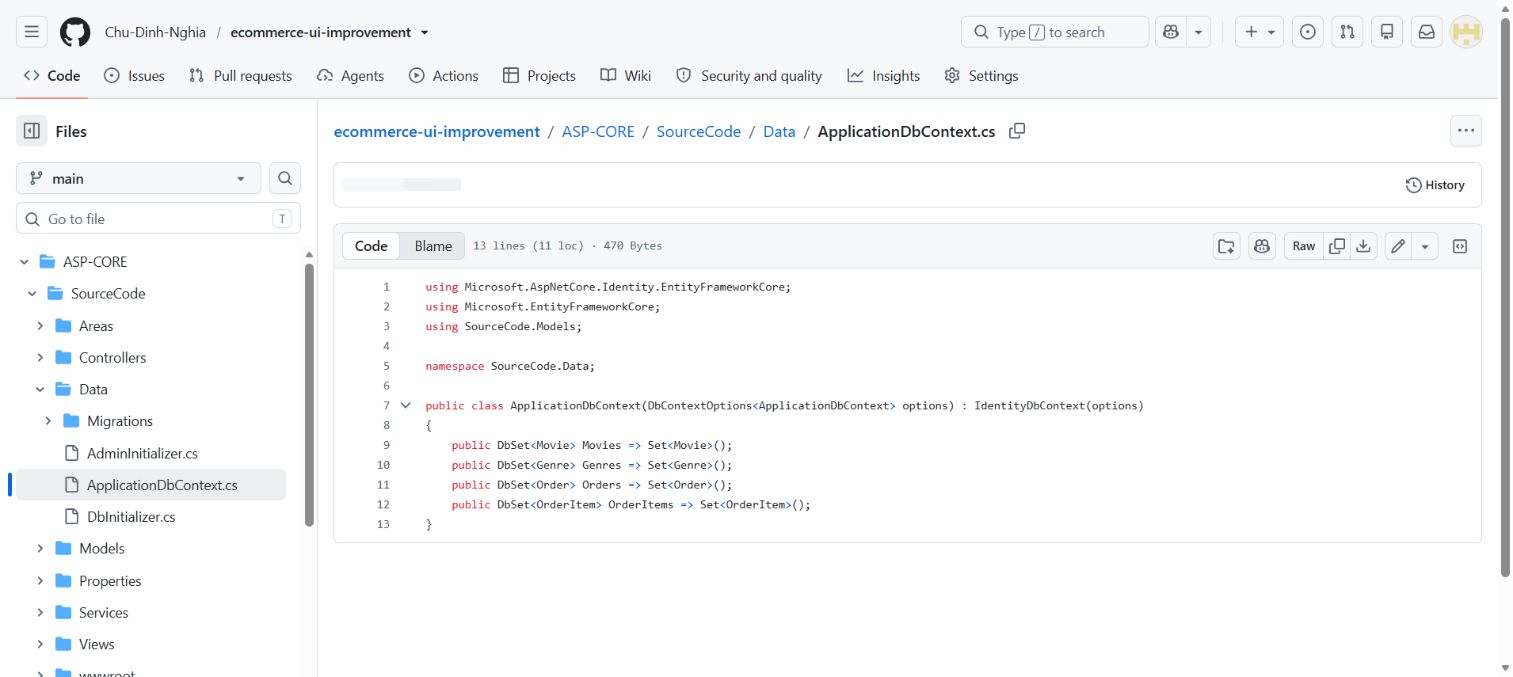 Chu-Dinh-Nghia / ecommerce-ui-improvement
Type / to search
Code Issues Pull requests Agents Actions Projects Wiki Security and quality Insights Settings
Files
main
Go to file T
ASP-CORE
SourceCode
Areas
Controllers
Data
Migrations
AdminInitializer.cs
ApplicationDbContext.cs
DbInitializer.cs
Models
Properties
Services
Views
wwwroot
ecommerce-ui-improvement / ASP-CORE / SourceCode / Data / ApplicationDbContext.cs
History
Code Blame 13 lines (11 loc) · 470 Bytes Raw
1 using Microsoft.AspNetCore.Identity.EntityFrameworkCore;
2 using Microsoft.EntityFrameworkCore;
3 using SourceCode.Models;
4
5 namespace SourceCode.Data;
6
7 public class ApplicationDbContext(DbContextOptions<ApplicationDbContext> options) : IdentityDbContext(options)
8 {
9 public DbSet<Movie> Movies => Set<Movie>();
10 public DbSet<Genre> Genres => Set<Genre>();
11 public DbSet<Order> Orders => Set<Order>();
12 public DbSet<OrderItem> OrderItems => Set<OrderItem>();
13 }